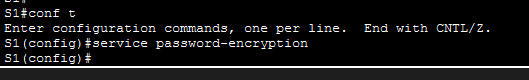 S1#conf t
Enter configuration commands, one per line.  End with CNTL/Z.
S1(config)#service password-encryption
S1(config)#